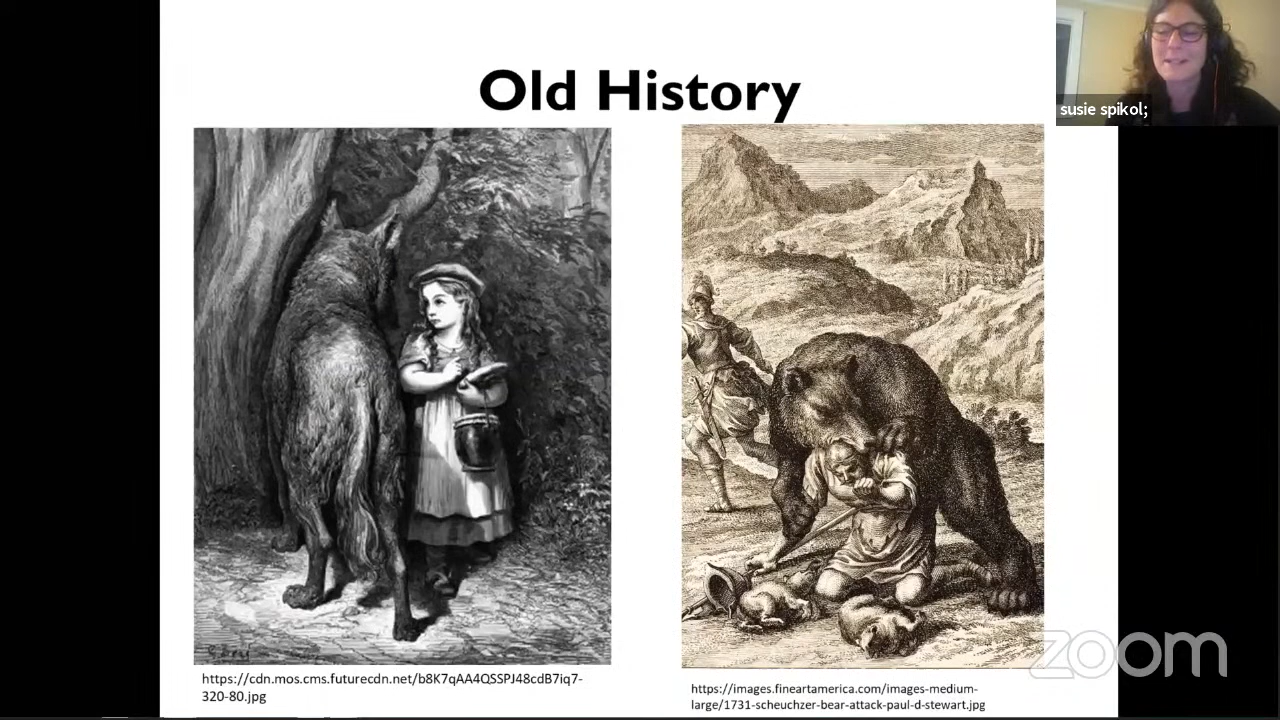 Old History
susie spikol;
https://cdn.mos.cms.futurecdn.net/b8K7qAA4QSSPJ48cdB7iq7-
320-80.jpg
https://images.fineartamerica.com/images-medium-
large/1731-scheuchzer-bear-attack-paul-d-stewart.jpg
zoom